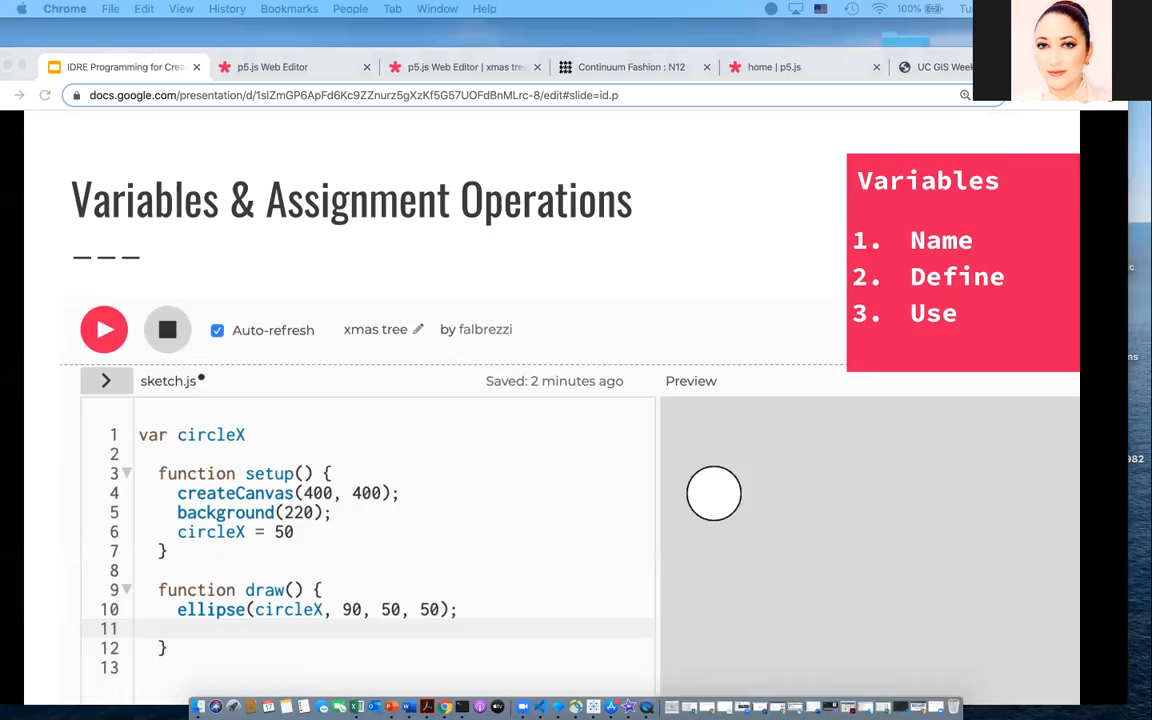 Chrome File Edit View History Bookmarks People Tab Window Help 100% Tu
IDRE Programming for Crea
p5.js Web Editor
p5.js Web Editor | xmas tre
Continuum Fashion : N12
home | p5.js
UC GIS Week
docs.google.com/presentation/d/1slZmGP6ApFd6Kc9ZZnurz5gXzKf5G57UOFdBnMLrc-8/edit#slide=id.p
Variables & Assignment Operations
Variables
1. Name
2. Define
3. Use
Auto-refresh xmas tree by falbrezzi
sketch.js Saved: 2 minutes ago Preview
1 var circleX
2
3 function setup() {
4 createCanvas(400, 400);
5 background(220);
6 circleX = 50
7 }
8
9 function draw() {
10 ellipse(circleX, 90, 50, 50);
11
12 }
13
982